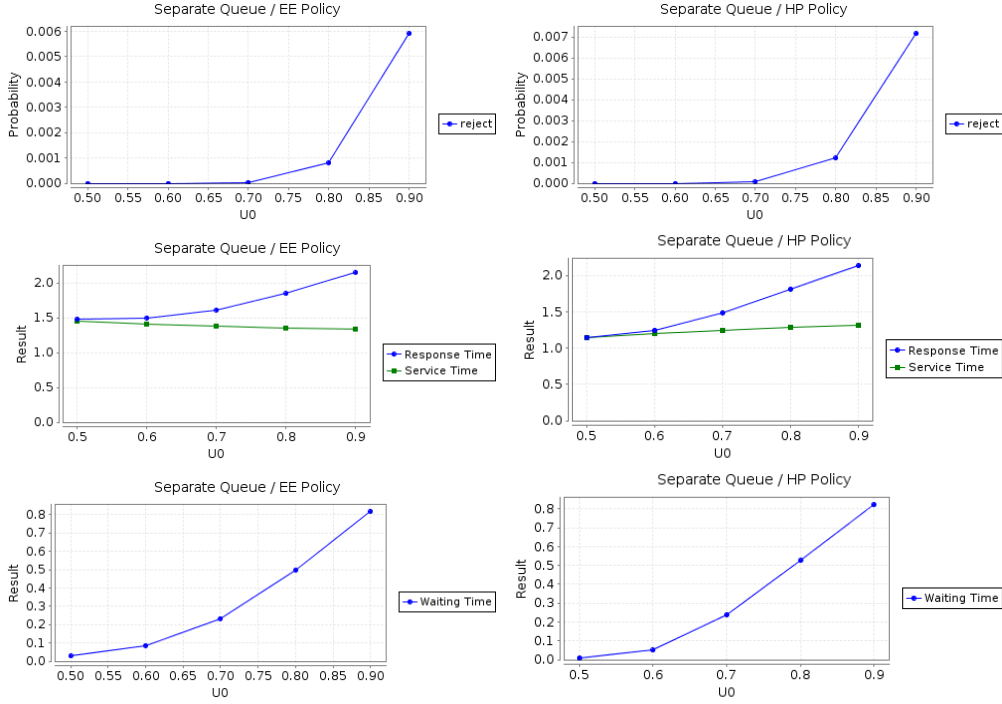 Separate Queue / EE Policy
Probability
0.006
0.005
0.004
0.003
0.002
0.001
0.000
0.50 0.55 0.60 0.65 0.70 0.75 0.80 0.85 0.90
U0
reject
Separate Queue / HP Policy
Probability
0.007
0.006
0.005
0.004
0.003
0.002
0.001
0.000
0.50 0.55 0.60 0.65 0.70 0.75 0.80 0.85 0.90
U0
reject
Separate Queue / EE Policy
Result
2.0
1.5
1.0
0.5
0.0
0.5 0.6 0.7 0.8 0.9
U0
Response Time
Service Time
Separate Queue / HP Policy
Result
2.0
1.5
1.0
0.5
0.0
0.5 0.6 0.7 0.8 0.9
U0
Response Time
Service Time
Separate Queue / EE Policy
Result
0.8
0.7
0.6
0.5
0.4
0.3
0.2
0.1
0.0
0.50 0.55 0.60 0.65 0.70 0.75 0.80 0.85 0.90
U0
Waiting Time
Separate Queue / HP Policy
Result
0.8
0.7
0.6
0.5
0.4
0.3
0.2
0.1
0.0
0.5 0.6 0.7 0.8 0.9
U0
Waiting Time